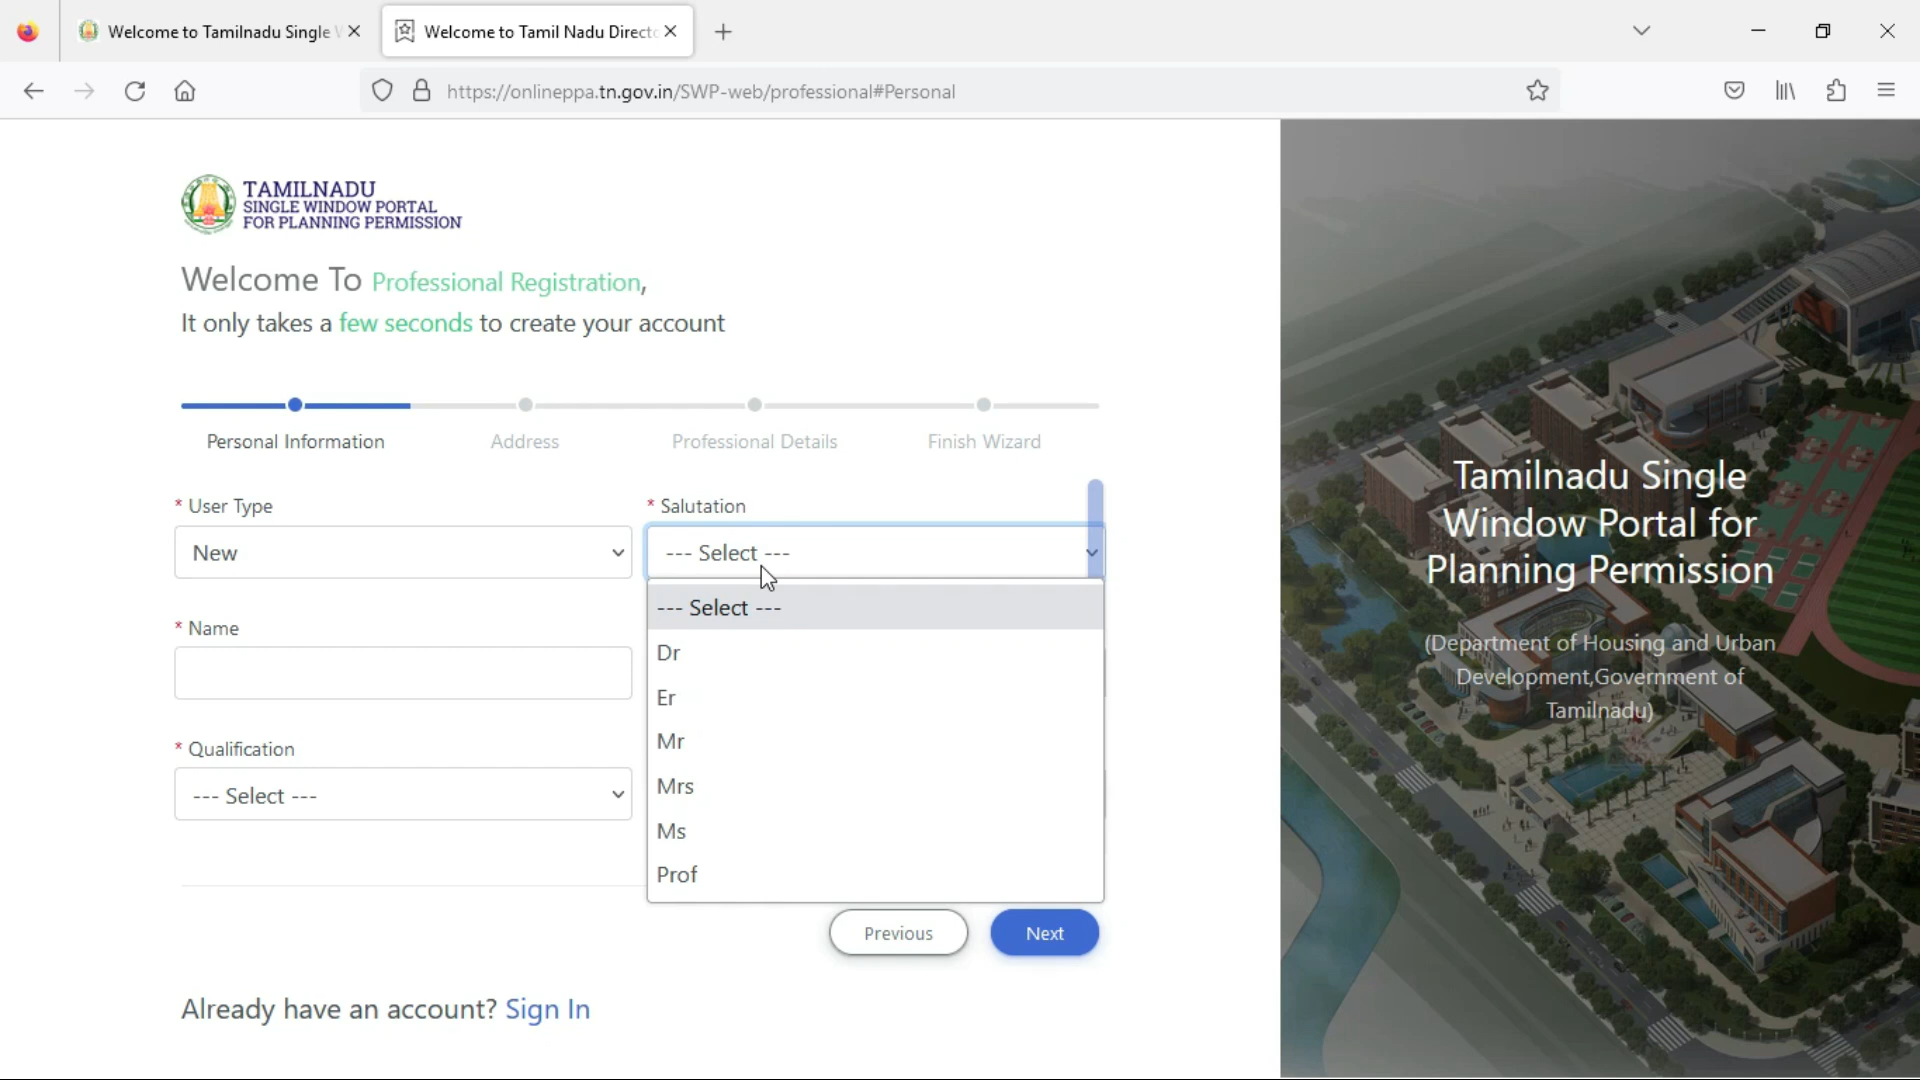 Welcome to Tamilnadu Single W
Welcome to Tamil Nadu Directo
https://onlineppa.tn.gov.in/SWP-web/professional#Personal
TAMILNADU
SINGLE WINDOW PORTAL
FOR PLANNING PERMISSION
Welcome To Professional Registration,
It only takes a few seconds to create your account
Personal Information
Address
Professional Details
Finish Wizard
* User Type
* Salutation
New
--- Select ---
--- Select ---
Dr
Er
Mr
Mrs
Ms
Prof
* Name
* Qualification
--- Select ---
Previous
Next
Already have an account? Sign In
Tamilnadu Single
Window Portal for
Planning Permission
(Department of Housing and Urban
Development,Government of
Tamilnadu)